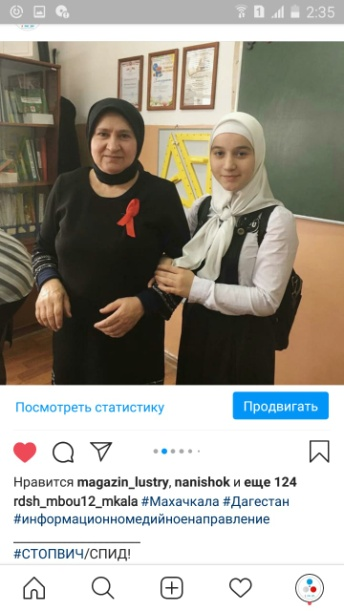 2:35
Посмотреть статистику
Продвигать
Нравится magazin_lustry, nanishok и еще 124
rdsh_mbou12_mkala #Махачкала #Дагестан
#информационномедийноенаправление
#СТОПВИЧ/СПИД!